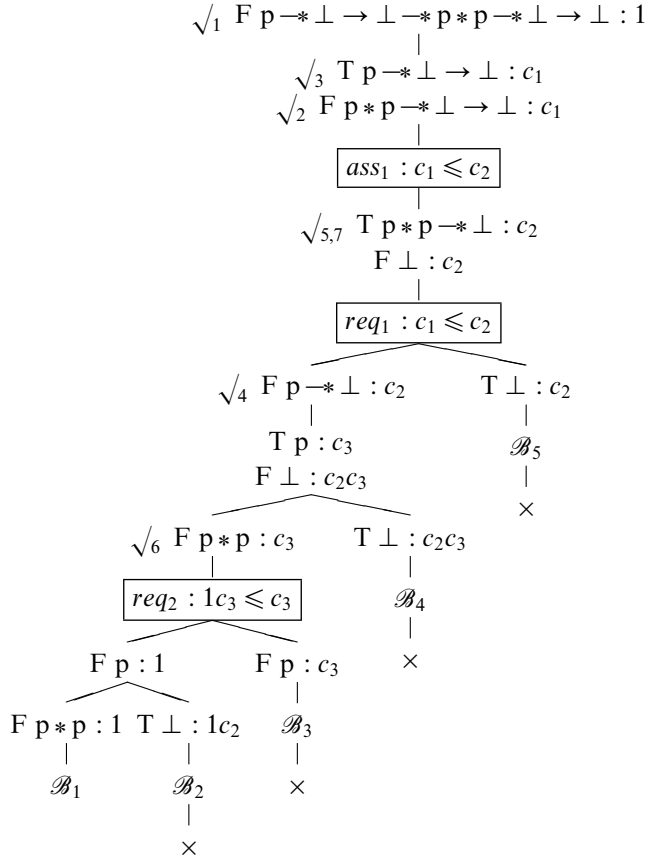 √1 F p −∗ ⊥ → ⊥ −∗ p ∗ p −∗ ⊥ → ⊥ : 1
√3 T p −∗ ⊥ → ⊥ : c1
√2 F p ∗ p −∗ ⊥ → ⊥ : c1
ass1 : c1 ⩽ c2
√5,7 T p ∗ p −∗ ⊥ : c2
F ⊥ : c2
req1 : c1 ⩽ c2
√4 F p −∗ ⊥ : c2 T ⊥ : c2
T p : c3 ℬ5
F ⊥ : c2c3 ×
√6 F p ∗ p : c3 T ⊥ : c2c3
req2 : 1c3 ⩽ c3 ℬ4
F p : 1 F p : c3 ×
F p ∗ p : 1 T ⊥ : 1c2 ℬ3
ℬ1 ℬ2 ×
×